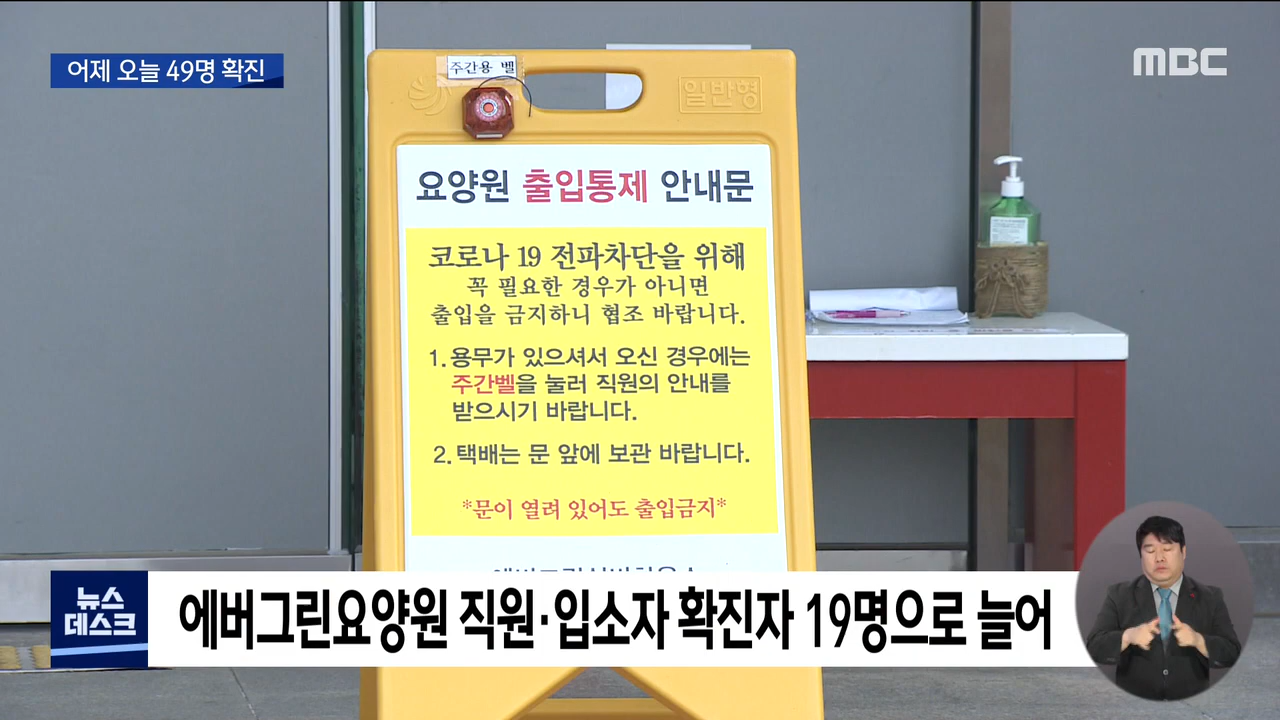 어제 오늘 49명 확진
MBC
주간용 벨
일반형
요양원 출입통제 안내문
코로나 19 전파차단을 위해
꼭 필요한 경우가 아니면
출입을 금지하니 협조 바랍니다.
1. 용무가 있으셔서 오신 경우에는
주간벨을 눌러 직원의 안내를
받으시기 바랍니다.
2. 택배는 문 앞에 보관 바랍니다.
*문이 열려 있어도 출입금지*
뉴스
데스크
에버그린요양원 직원·입소자 확진자 19명으로 늘어